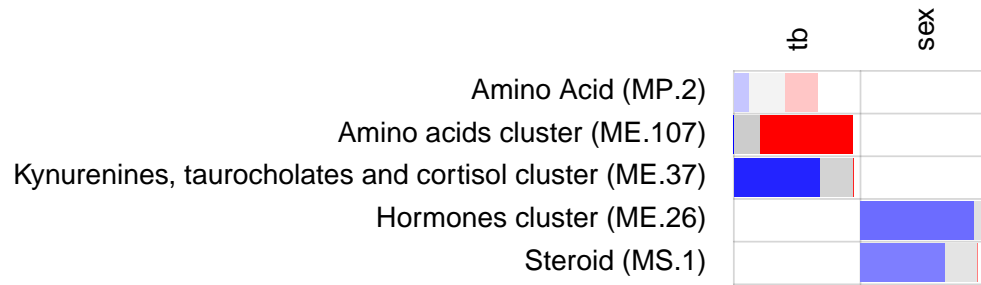 tb
sex
Amino Acid (MP.2)
Amino acids cluster (ME.107)
Kynurenines, taurocholates and cortisol cluster (ME.37)
Hormones cluster (ME.26)
Steroid (MS.1)